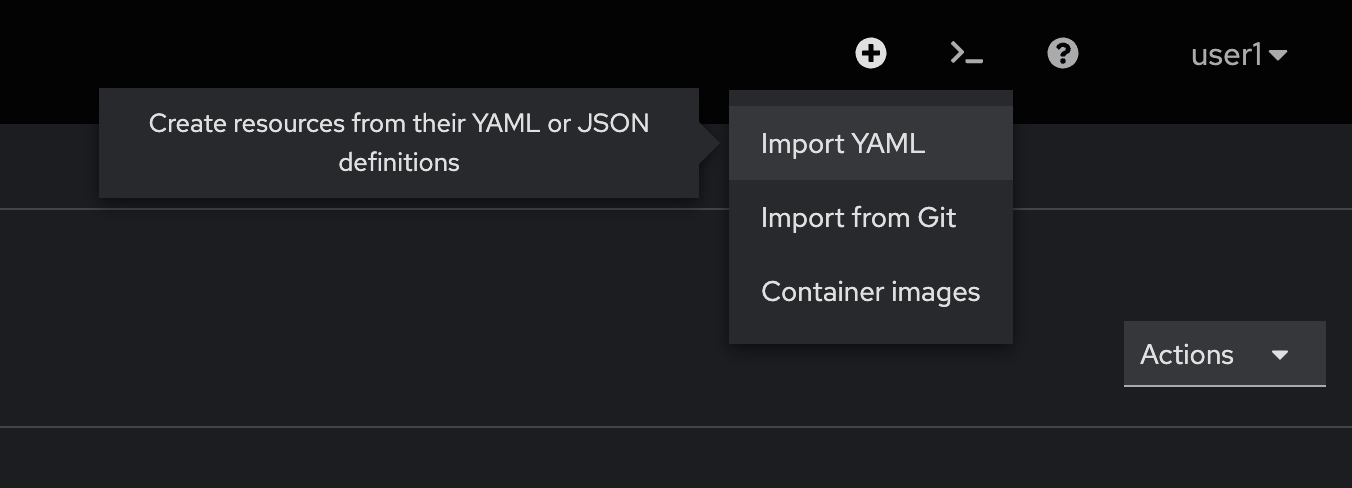 user1
Create resources from their YAML or JSON
definitions
Import YAML
Import from Git
Container images
Actions